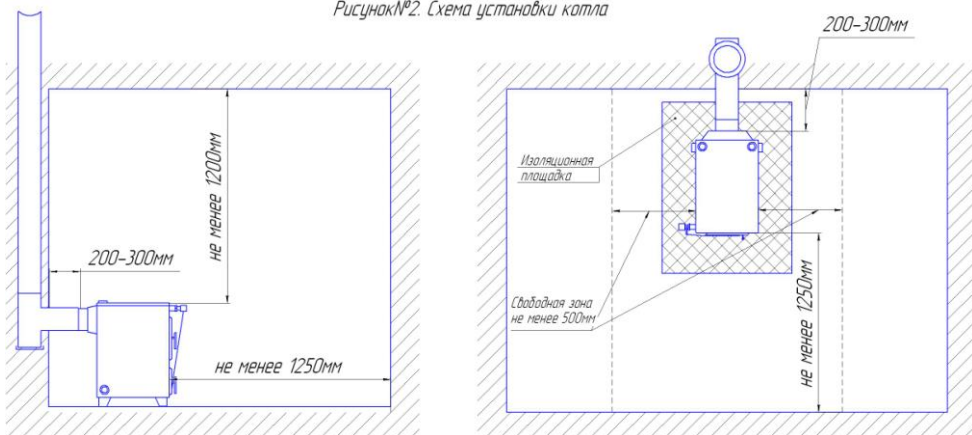 Рисунок№2. Схема установки котла
200-300мм
не менее 1200мм
200-300мм
не менее 1250мм
Изоляционная
площадка
Свободная зона
не менее 500мм
не менее 1250мм